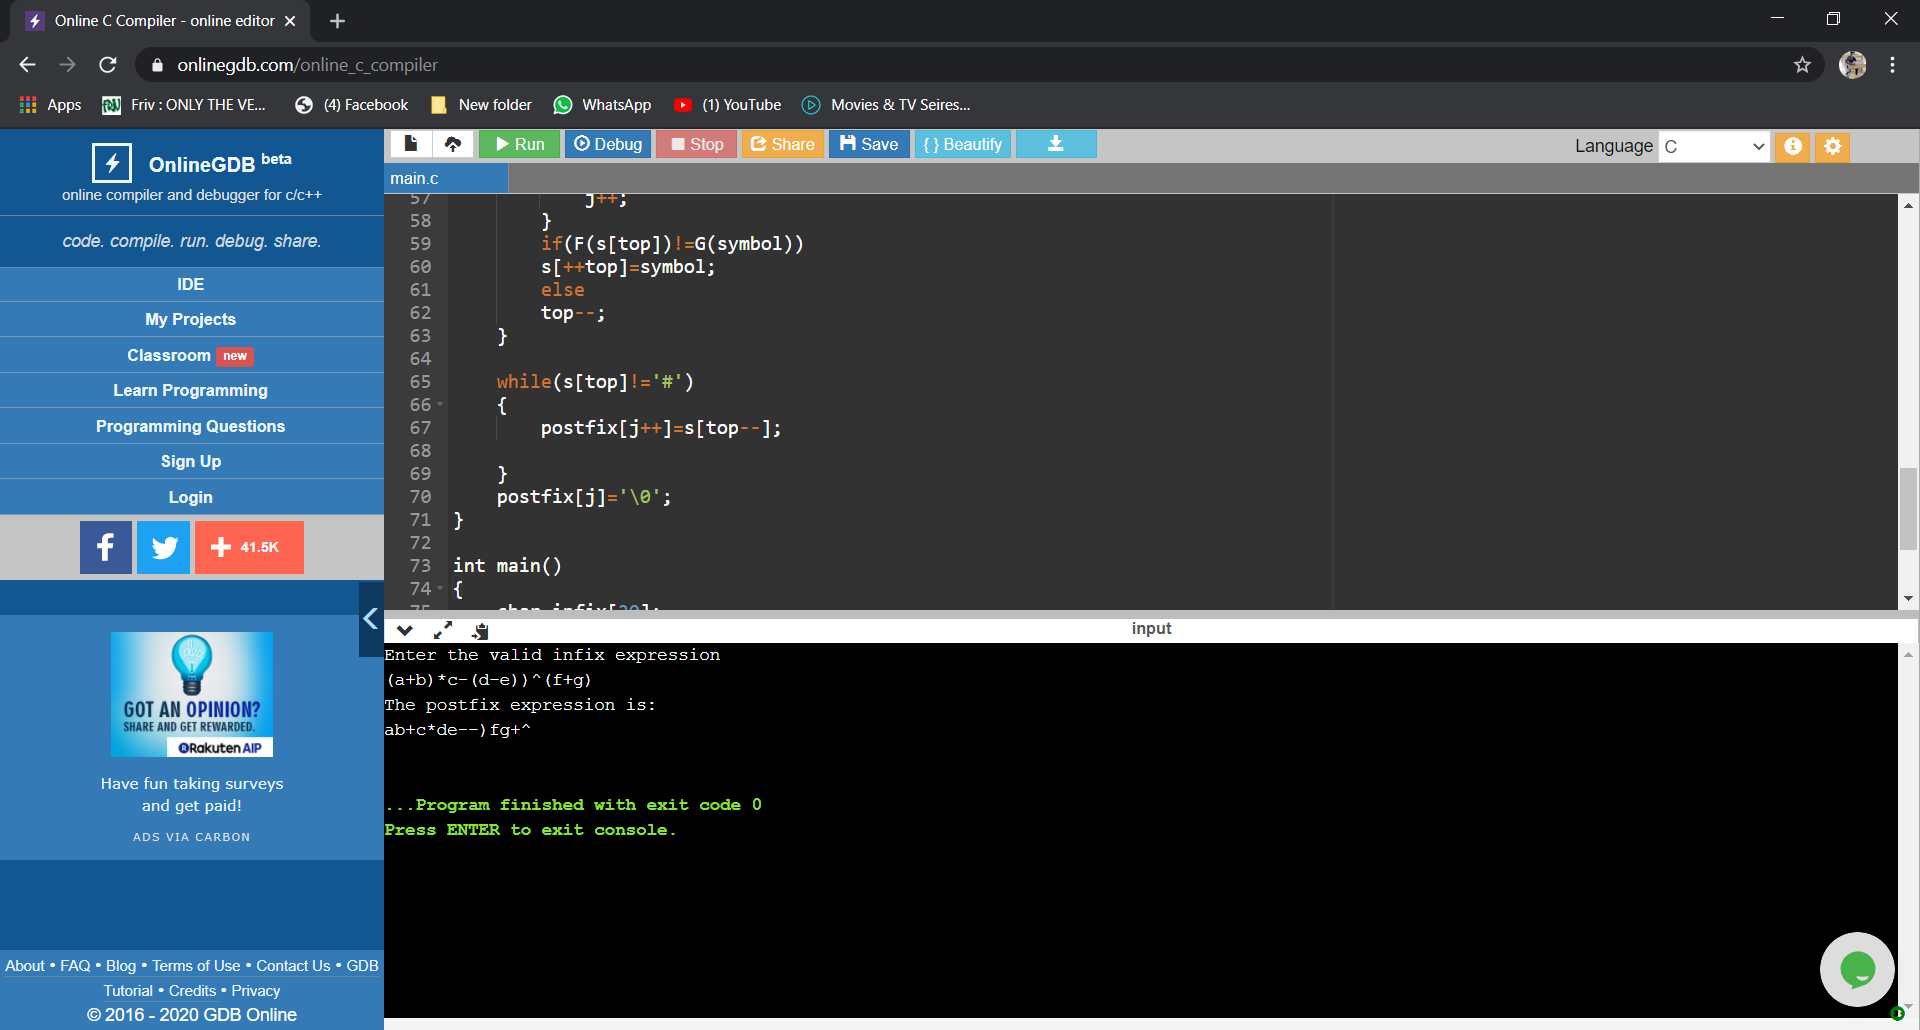 Online C Compiler - online editor
onlinegdb.com/online_c_compiler
Apps
Friv : ONLY THE VE...
(4) Facebook
New folder
WhatsApp
(1) YouTube
Movies & TV Seires...
OnlineGDB beta
online compiler and debugger for c/c++
code. compile. run. debug. share.
IDE
My Projects
Classroom new
Learn Programming
Programming Questions
Sign Up
Login
41.5K
GOT AN OPINION?
SHARE AND GET REWARDED.
Rakuten AIP
Have fun taking surveys
and get paid!
ADS VIA CARBON
About • FAQ • Blog • Terms of Use • Contact Us • GDB
Tutorial • Credits • Privacy
© 2016 - 2020 GDB Online
Run Debug Stop Share Save { } Beautify
Language C
main.c
57 j++;
58 }
59 if(F(s[top])!=G(symbol))
60 s[++top]=symbol;
61 else
62 top--;
63 }
64
65 while(s[top]!='#')
66 {
67 postfix[j++]=s[top--];
68
69 }
70 postfix[j]='\0';
71 }
72
73 int main()
74 {
75 char infix[20];
input
Enter the valid infix expression
(a+b)*c-(d-e))^(f+g)
The postfix expression is:
ab+c*de--)fg+^
...Program finished with exit code 0
Press ENTER to exit console.